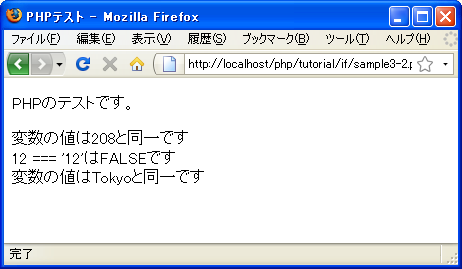 PHPテスト - Mozilla Firefox
ファイル(F) 編集(E) 表示(V) 履歴(S) ブックマーク(B) ツール(T) ヘルプ(H)
http://localhost/php/tutorial/if/sample3-2.p
PHPのテストです。
変数の値は208と同一です
12 === '12'はFALSEです
変数の値はTokyoと同一です
完了